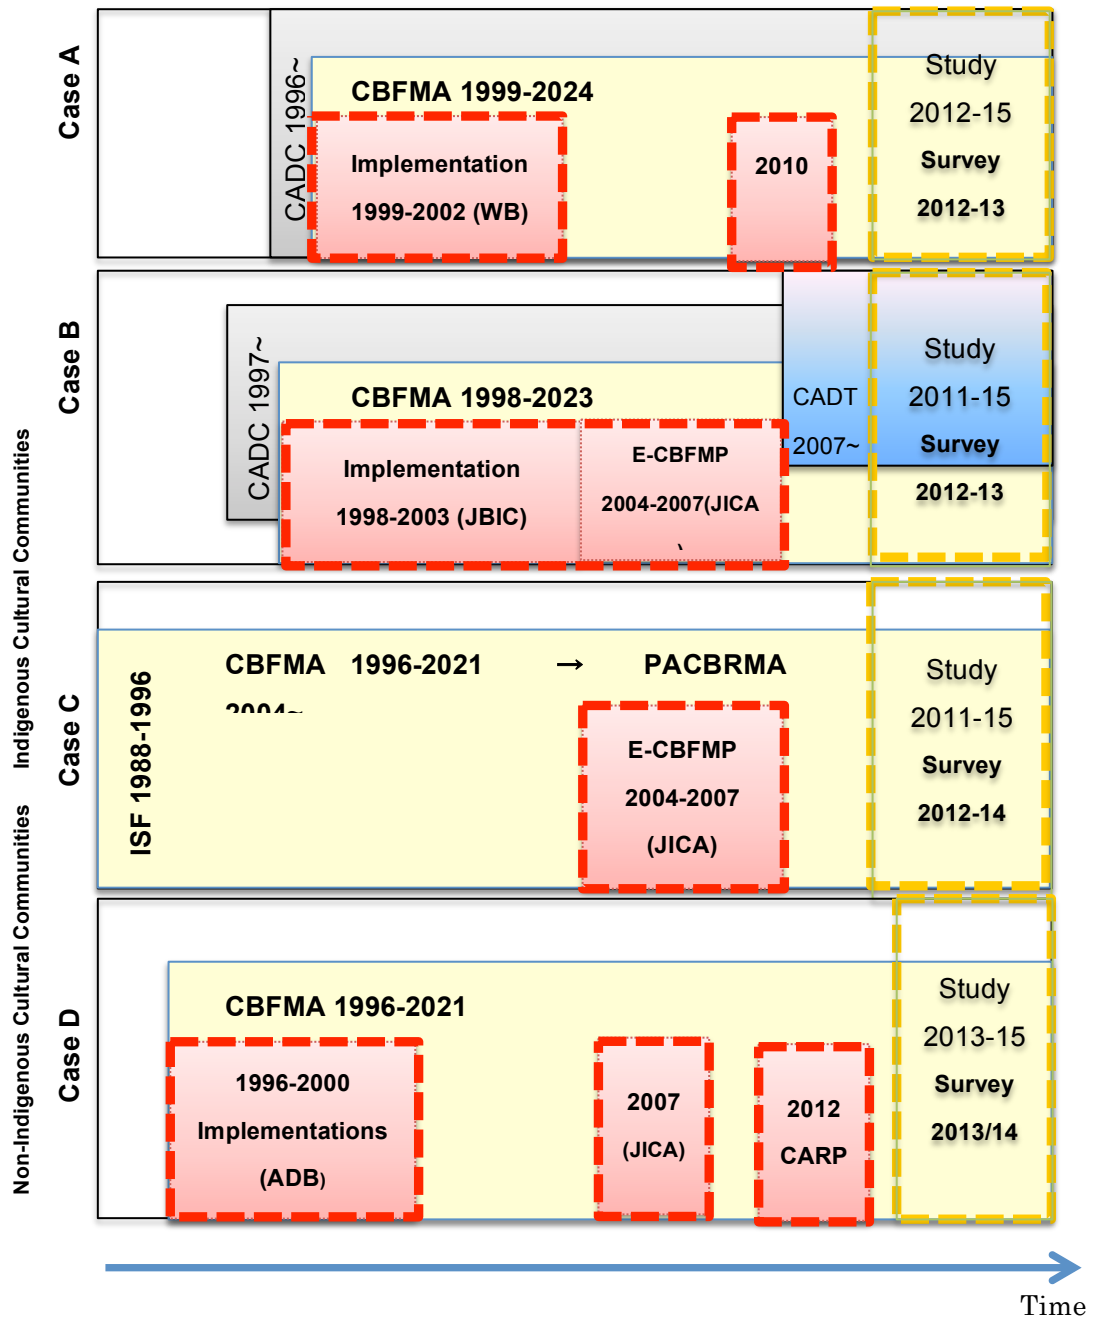 Indigenous Cultural Communities
Non-Indigenous Cultural Communities
Case A
CADC 1996~
CBFMA 1999-2024
Implementation
1999-2002 (WB)
2010
Study
2012-15
Survey
2012-13
Case B
CADC 1997~
CBFMA 1998-2023
Implementation
1998-2003 (JBIC)
E-CBFMP
2004-2007(JICA
)
CADT
2007~
Study
2011-15
Survey
2012-13
Case C
ISF 1988-1996
CBFMA 1996-2021 → PACBRMA
2004~
E-CBFMP
2004-2007
(JICA)
Study
2011-15
Survey
2012-14
Case D
CBFMA 1996-2021
1996-2000
Implementations
(ADB)
2007
(JICA)
2012
CARP
Study
2013-15
Survey
2013/14
Time